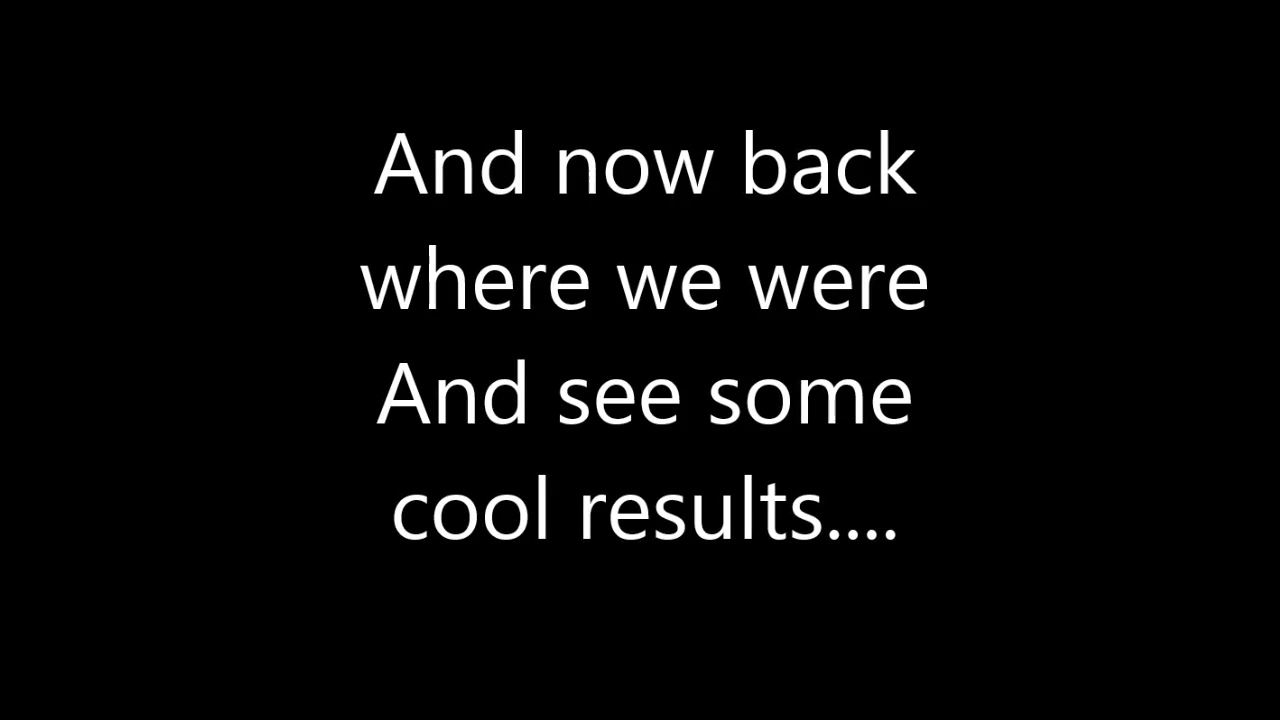 And now back
where we were
And see some
cool results....